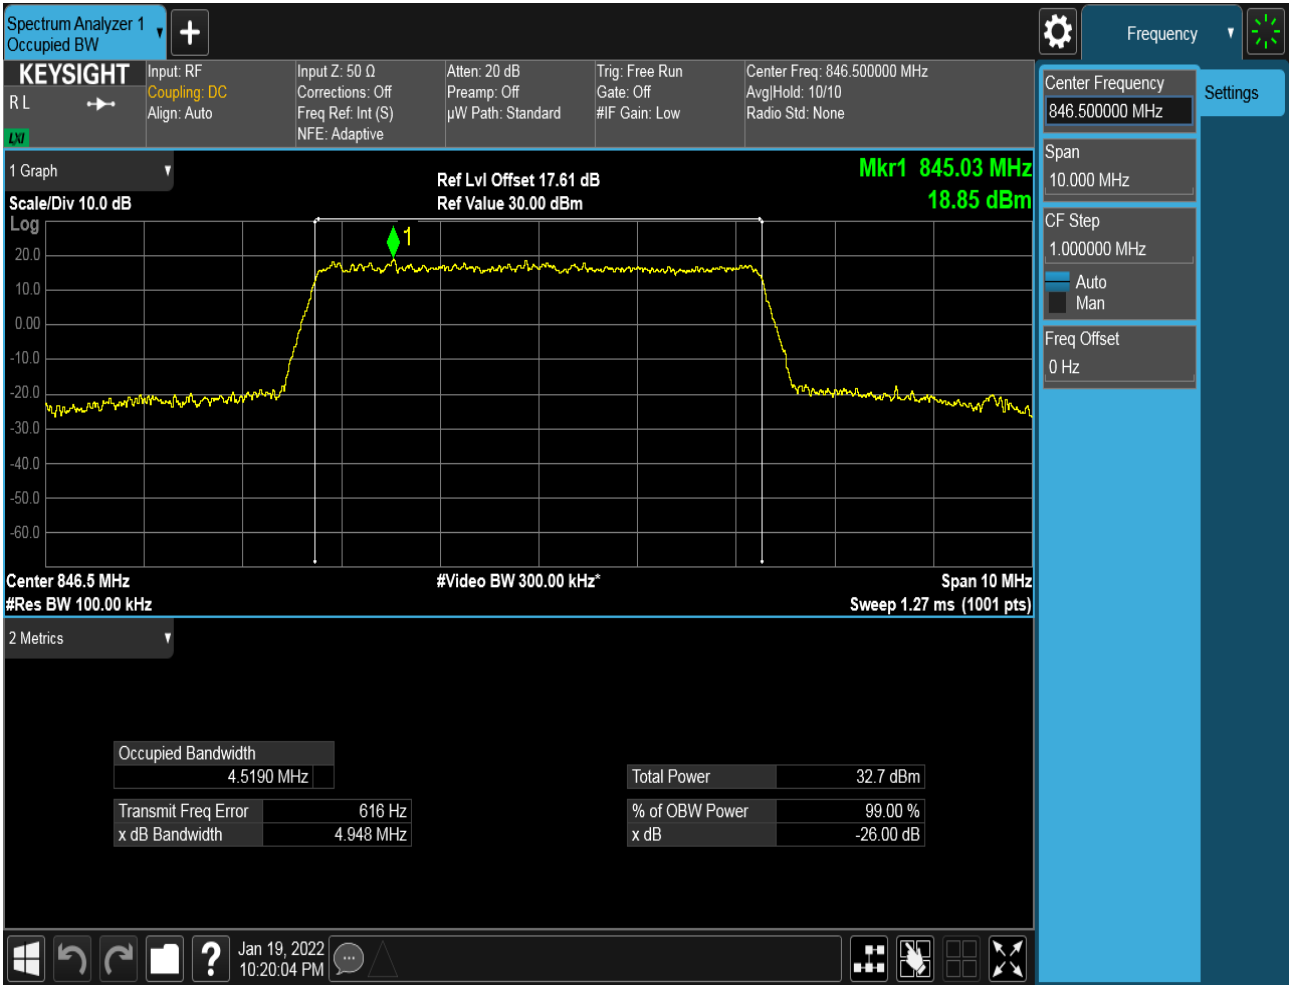 Spectrum Analyzer 1
Occupied BW
Frequency
KEYSIGHT
R L
LXI
Input: RF
Coupling: DC
Align: Auto
Input Z: 50 Ω
Corrections: Off
Freq Ref: Int (S)
NFE: Adaptive
Atten: 20 dB
Preamp: Off
µW Path: Standard
Trig: Free Run
Gate: Off
#IF Gain: Low
Center Freq: 846.500000 MHz
Avg|Hold: 10/10
Radio Std: None
Center Frequency
846.500000 MHz
Settings
Span
10.000 MHz
CF Step
1.000000 MHz
Auto
Man
Freq Offset
0 Hz
1 Graph
Scale/Div 10.0 dB
Ref Lvl Offset 17.61 dB
Ref Value 30.00 dBm
Mkr1 845.03 MHz
18.85 dBm
Log
1
20.0
10.0
0.00
-10.0
-20.0
-30.0
-40.0
-50.0
-60.0
Center 846.5 MHz
#Video BW 300.00 kHz*
Span 10 MHz
#Res BW 100.00 kHz
Sweep 1.27 ms (1001 pts)
2 Metrics
Occupied Bandwidth
4.5190 MHz
Total Power 32.7 dBm
Transmit Freq Error 616 Hz
% of OBW Power 99.00 %
x dB Bandwidth 4.948 MHz
x dB -26.00 dB
?
Jan 19, 2022
10:20:04 PM